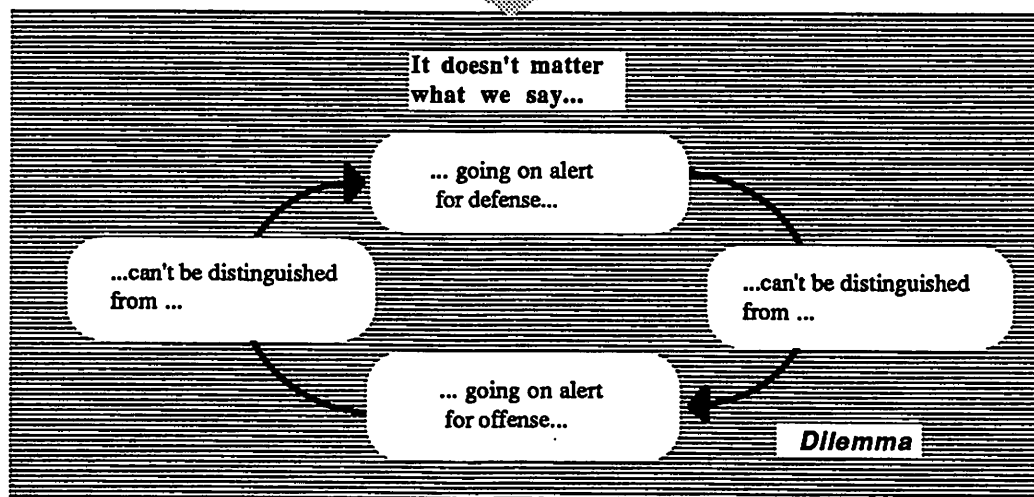 It doesn't matter
what we say...
... going on alert
for defense...
...can't be distinguished
from ...
... going on alert
for offense...
...can't be distinguished
from ...
Dilemma